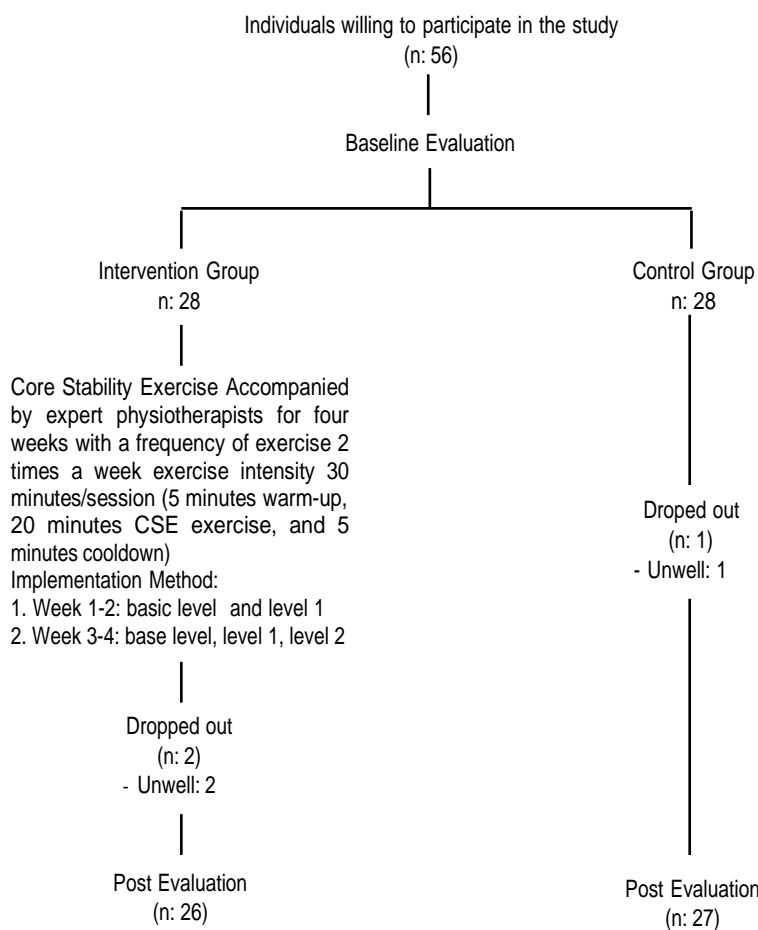 Individuals willing to participate in the study
(n: 56)
Baseline Evaluation
Intervention Group
n: 28
Control Group
n: 28
Core Stability Exercise Accompanied
by expert physiotherapists for four
weeks with a frequency of exercise 2
times a week exercise intensity 30
minutes/session (5 minutes warm-up,
20 minutes CSE exercise, and 5
minutes cooldown)
Implementation Method:
1. Week 1-2: basic level and level 1
2. Week 3-4: base level, level 1, level 2
Droped out
(n: 1)
- Unwell: 1
Dropped out
(n: 2)
- Unwell: 2
Post Evaluation
(n: 26)
Post Evaluation
(n: 27)